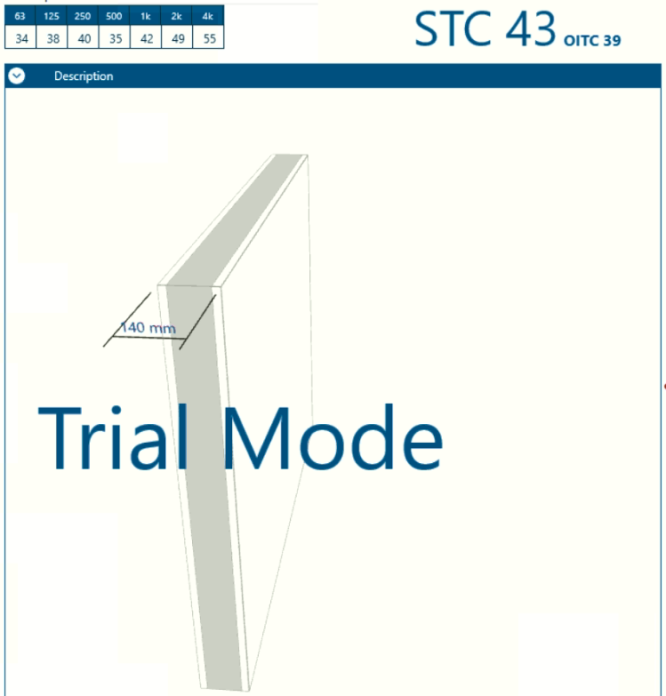 63 125 250 500 1k 2k 4k
34 38 40 35 42 49 55
STC 43 OITC 39
Description
140 mm
Trial Mode